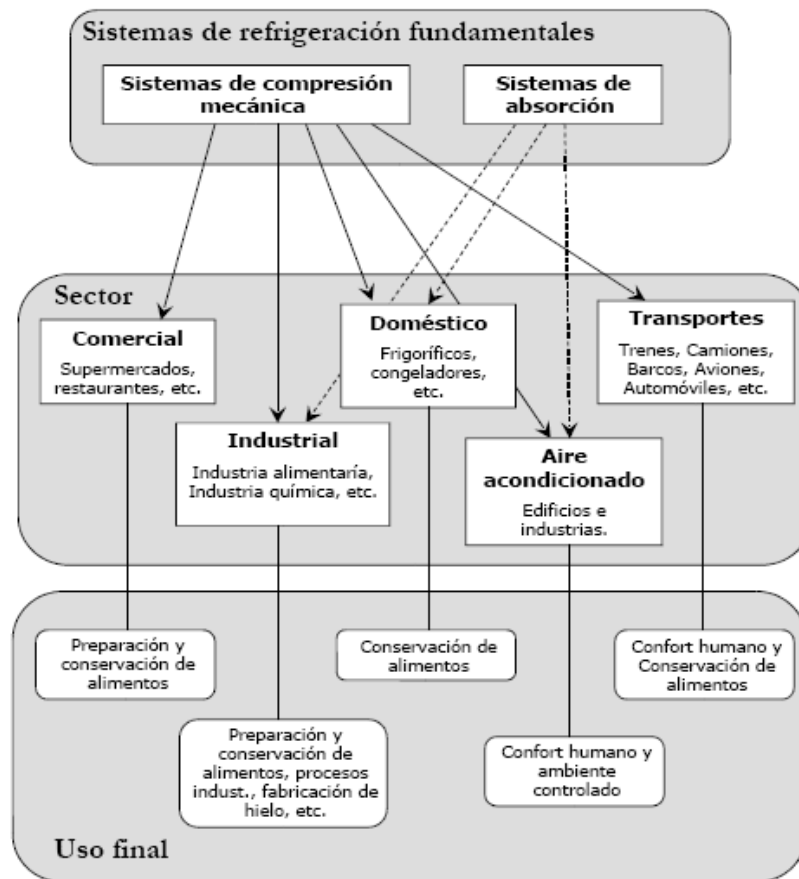 Sistemas de refrigeración fundamentales
Sistemas de compresión
mecánica
Sistemas de
absorción
Sector
Comercial
Supermercados,
restaurantes, etc.
Doméstico
Frigoríficos,
congeladores,
etc.
Transportes
Trenes, Camiones,
Barcos, Aviones,
Automóviles, etc.
Industrial
Industria alimentaría,
Industria química, etc.
Aire
acondicionado
Edificios e
industrias.
Preparación y
conservación de
alimentos
Conservación de
alimentos
Confort humano y
Conservación de
alimentos
Preparación y
conservación de
alimentos, procesos
indust., fabricación de
hielo, etc.
Confort humano y
ambiente
controlado
Uso final